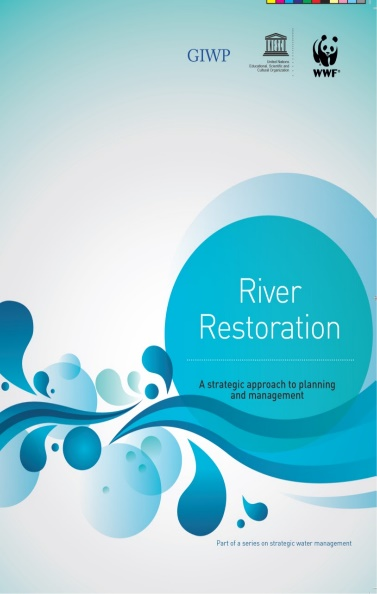 GIWP
United Nations
Educational, Scientific and
Cultural Organization
WWF®
River
Restoration
A strategic approach to planning
and management
Part of a series on strategic water management